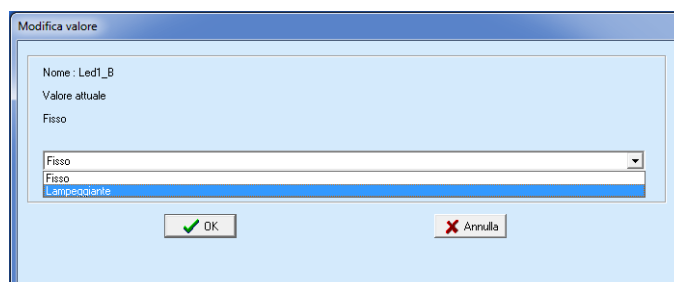 Modifica valore
Nome : Led1_B
Valore attuale
Fisso
Fisso
Fisso
Lampeggiante
OK
Annulla